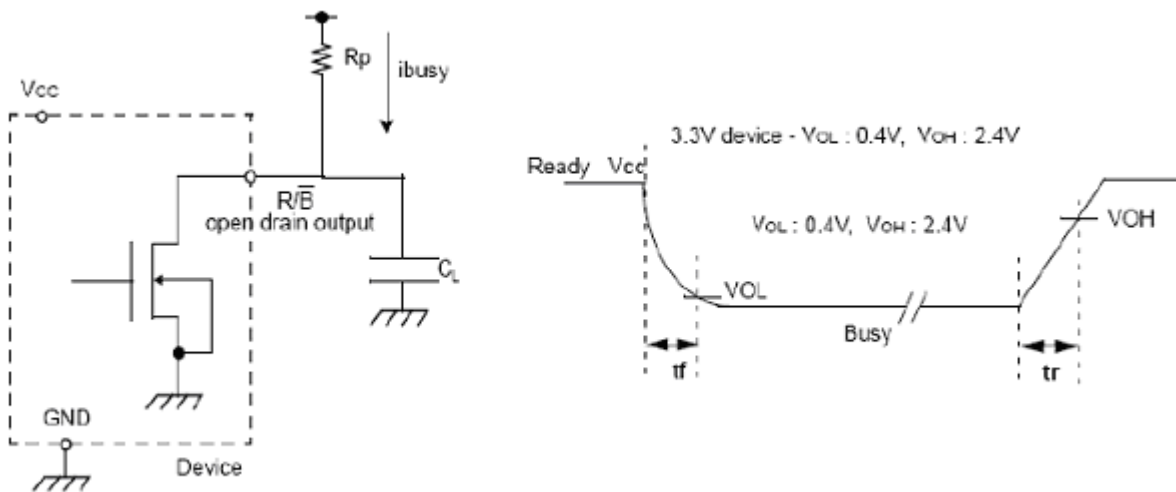 Rp
ibusy
Vcc
R/B̅
open drain output
CL
GND
Device
3.3V device - VOL : 0.4V, VOH : 2.4V
Ready Vcc
VOL : 0.4V, VOH : 2.4V
VOH
VOL
Busy
tf
tr